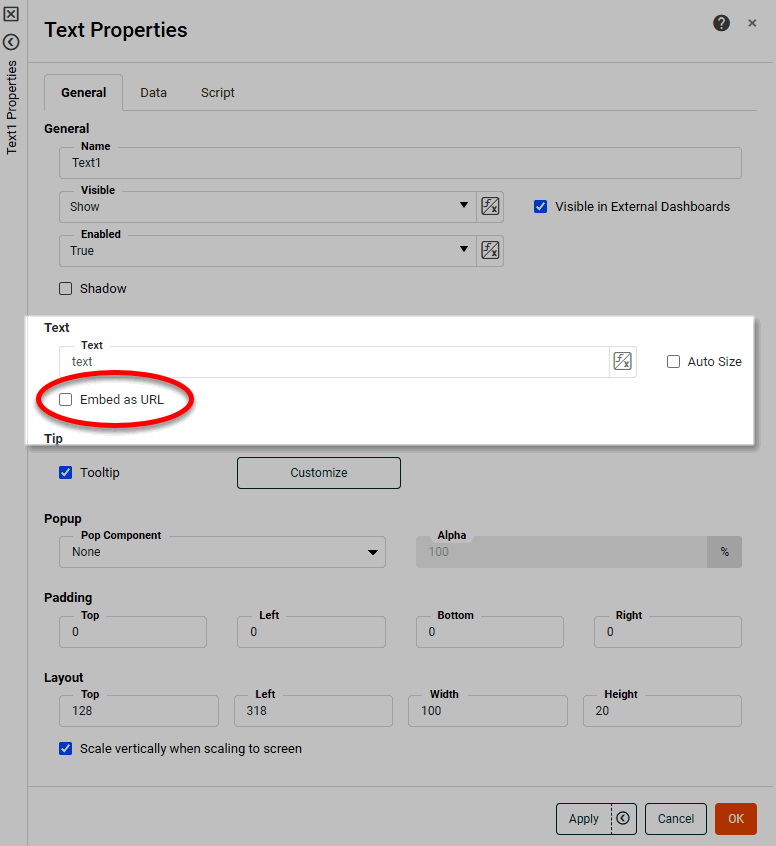 Text Properties
Text1 Properties
General Data Script
General
Name
Text1
Visible
Show
Visible in External Dashboards
Enabled
True
Shadow
Text
Text
text
Auto Size
Embed as URL
Tip
Tooltip
Customize
Popup
Pop Component
None
Alpha
100
%
Padding
Top Left Bottom Right
0 0 0 0
Layout
Top Left Width Height
128 318 100 20
Scale vertically when scaling to screen
Apply Cancel OK